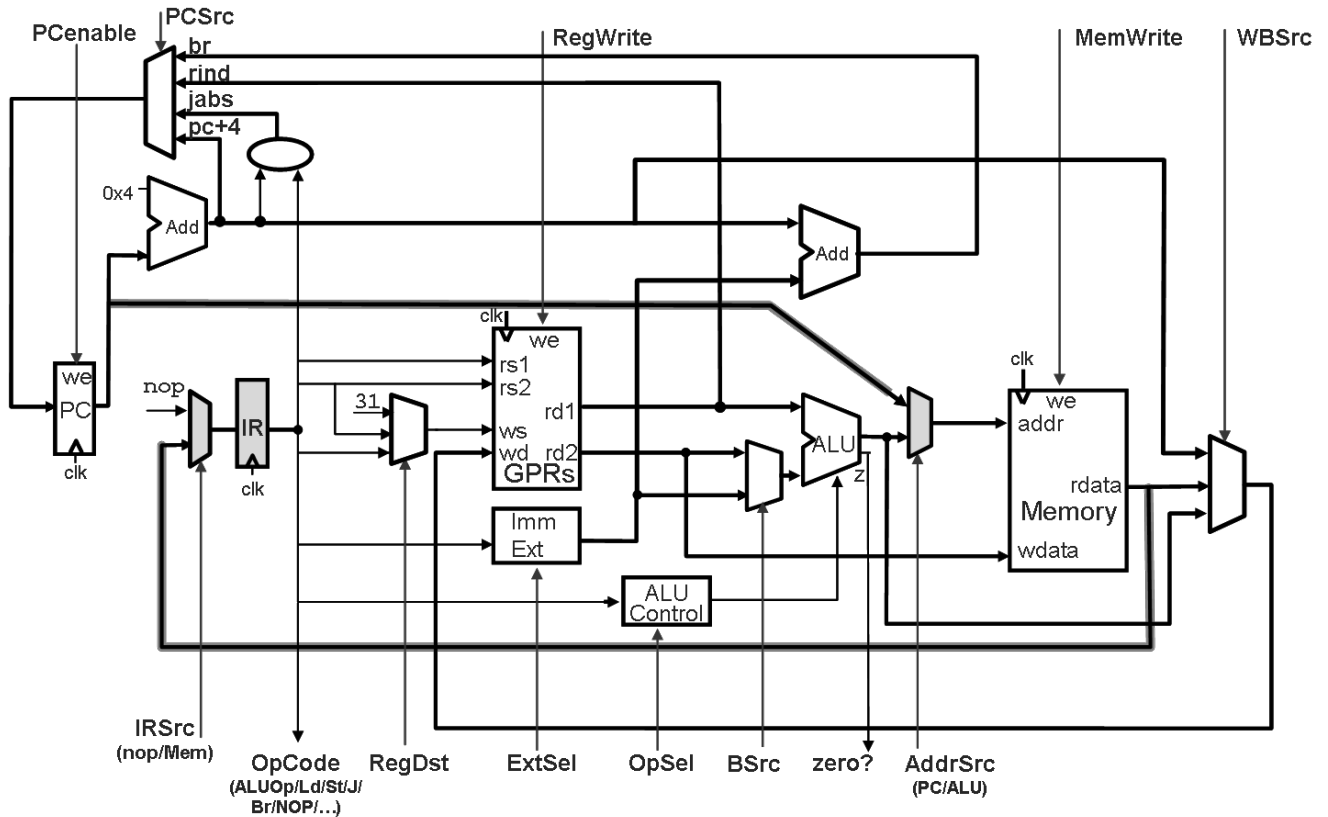 PCSrc
PCenable
RegWrite
MemWrite
WBSrc
br
rind
jabs
pc+4
0x4
Add
Add
clk
we
rs1
rs2
rd1
ws
wd
rd2
GPRs
we
PC
clk
nop
IR
clk
31
ALU
z
clk
we
addr
rdata
Memory
wdata
Imm
Ext
ALU
Control
IRSrc
(nop/Mem)
OpCode
(ALUOp/Ld/St/J/
Br/NOP/...)
RegDst
ExtSel
OpSel
BSrc
zero?
AddrSrc
(PC/ALU)